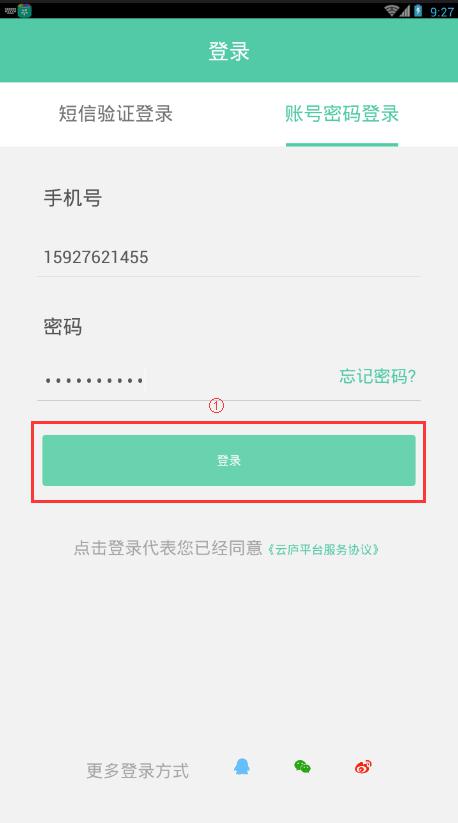 9:27
登录
短信验证登录 账号密码登录
手机号
15927621455
密码
•••••••••• 忘记密码?
①
登录
点击登录代表您已经同意《云庐平台服务协议》
更多登录方式